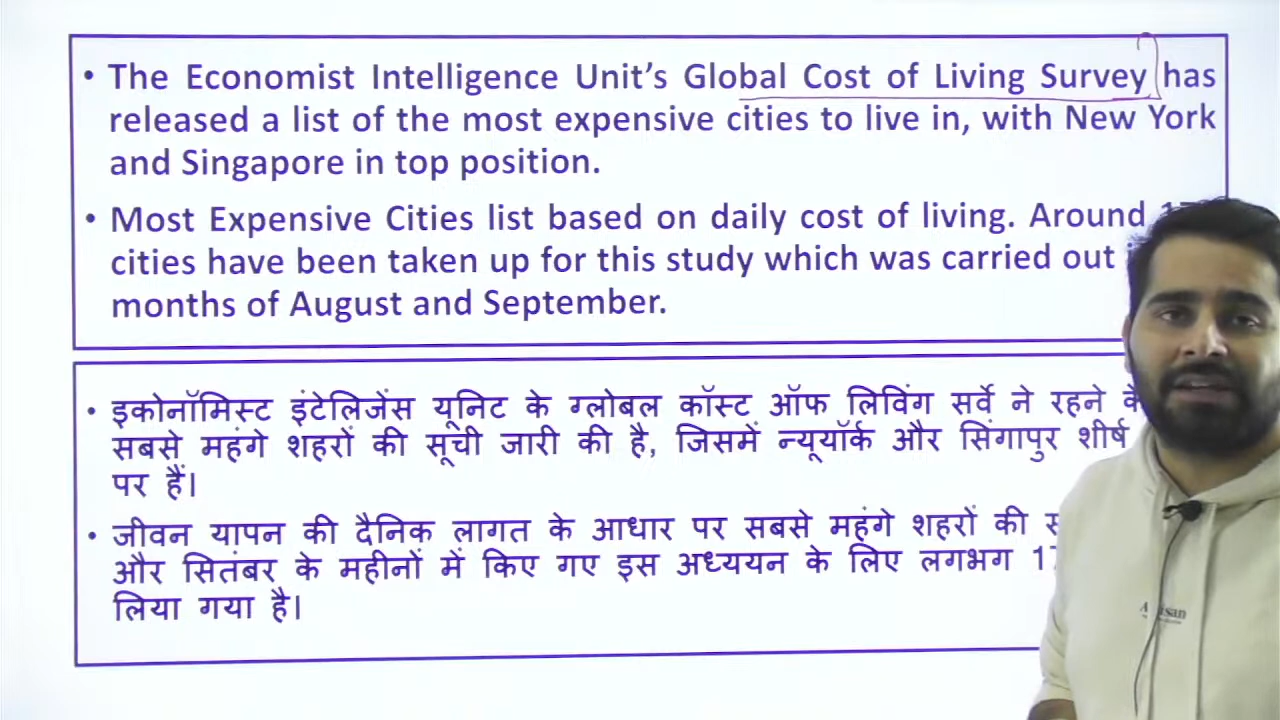 • The Economist Intelligence Unit's Global Cost of Living Survey has
released a list of the most expensive cities to live in, with New York
and Singapore in top position.
• Most Expensive Cities list based on daily cost of living. Around
cities have been taken up for this study which was carried out
months of August and September.
• इकोनॉमिस्ट इंटेलिजेंस यूनिट के ग्लोबल कॉस्ट ऑफ लिविंग सर्वे ने रहने के
सबसे महंगे शहरों की सूची जारी की है, जिसमें न्यूयॉर्क और सिंगापुर शीर्ष
पर हैं।
• जीवन यापन की दैनिक लागत के आधार पर सबसे महंगे शहरों की
और सितंबर के महीनों में किए गए इस अध्ययन के लिए लगभग
लिया गया है।